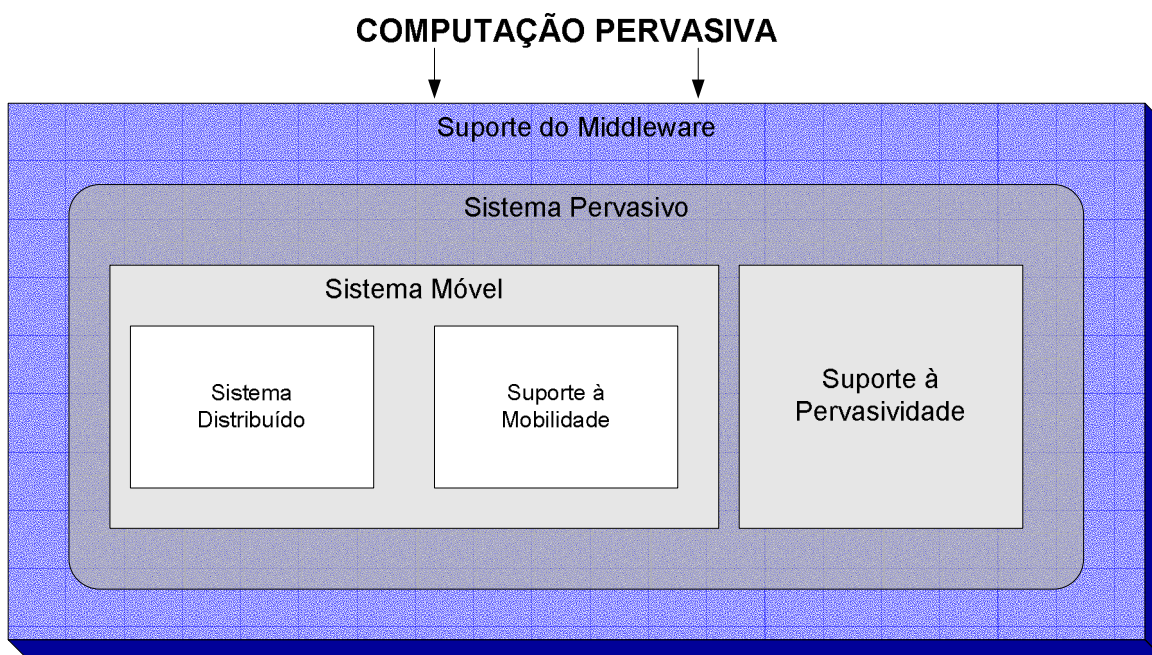 COMPUTAÇÃO PERVASIVA
Suporte do Middleware
Sistema Pervasivo
Sistema Móvel
Sistema
Distribuído
Suporte à
Mobilidade
Suporte à
Pervasividade